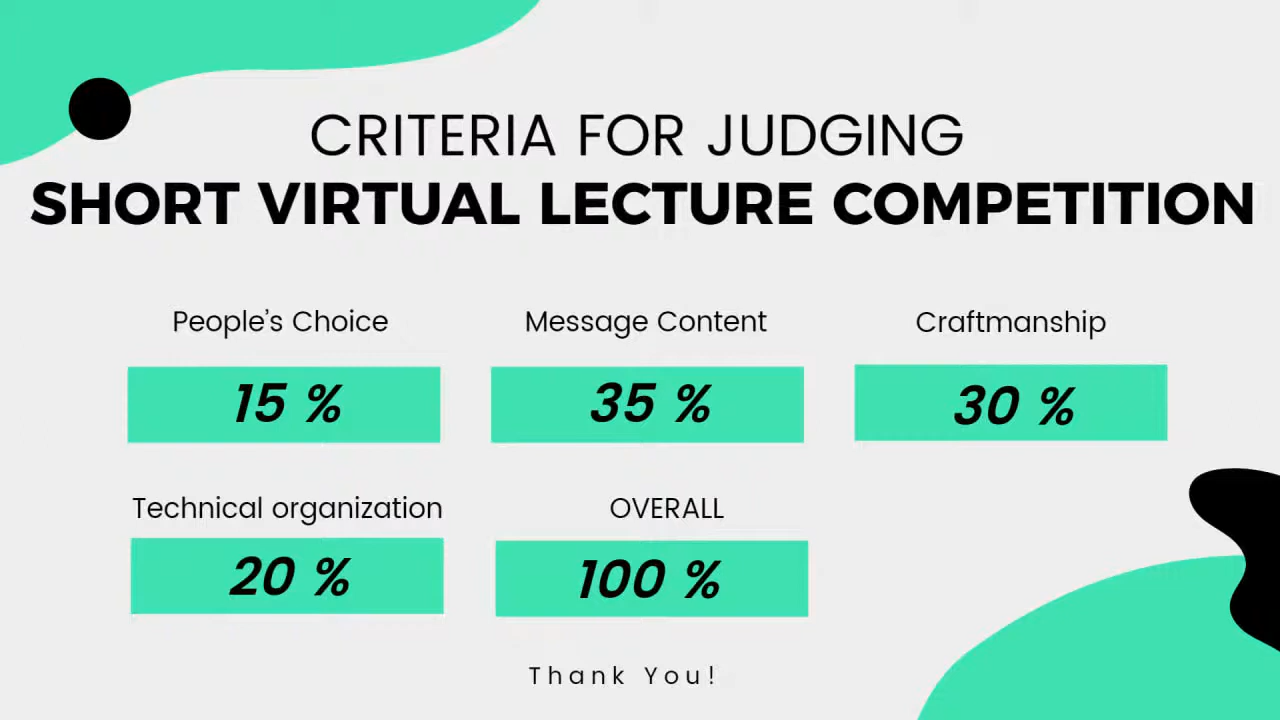 CRITERIA FOR JUDGING
SHORT VIRTUAL LECTURE COMPETITION
People's Choice
15 %
Message Content
35 %
Craftmanship
30 %
Technical organization
20 %
OVERALL
100 %
Thank You!